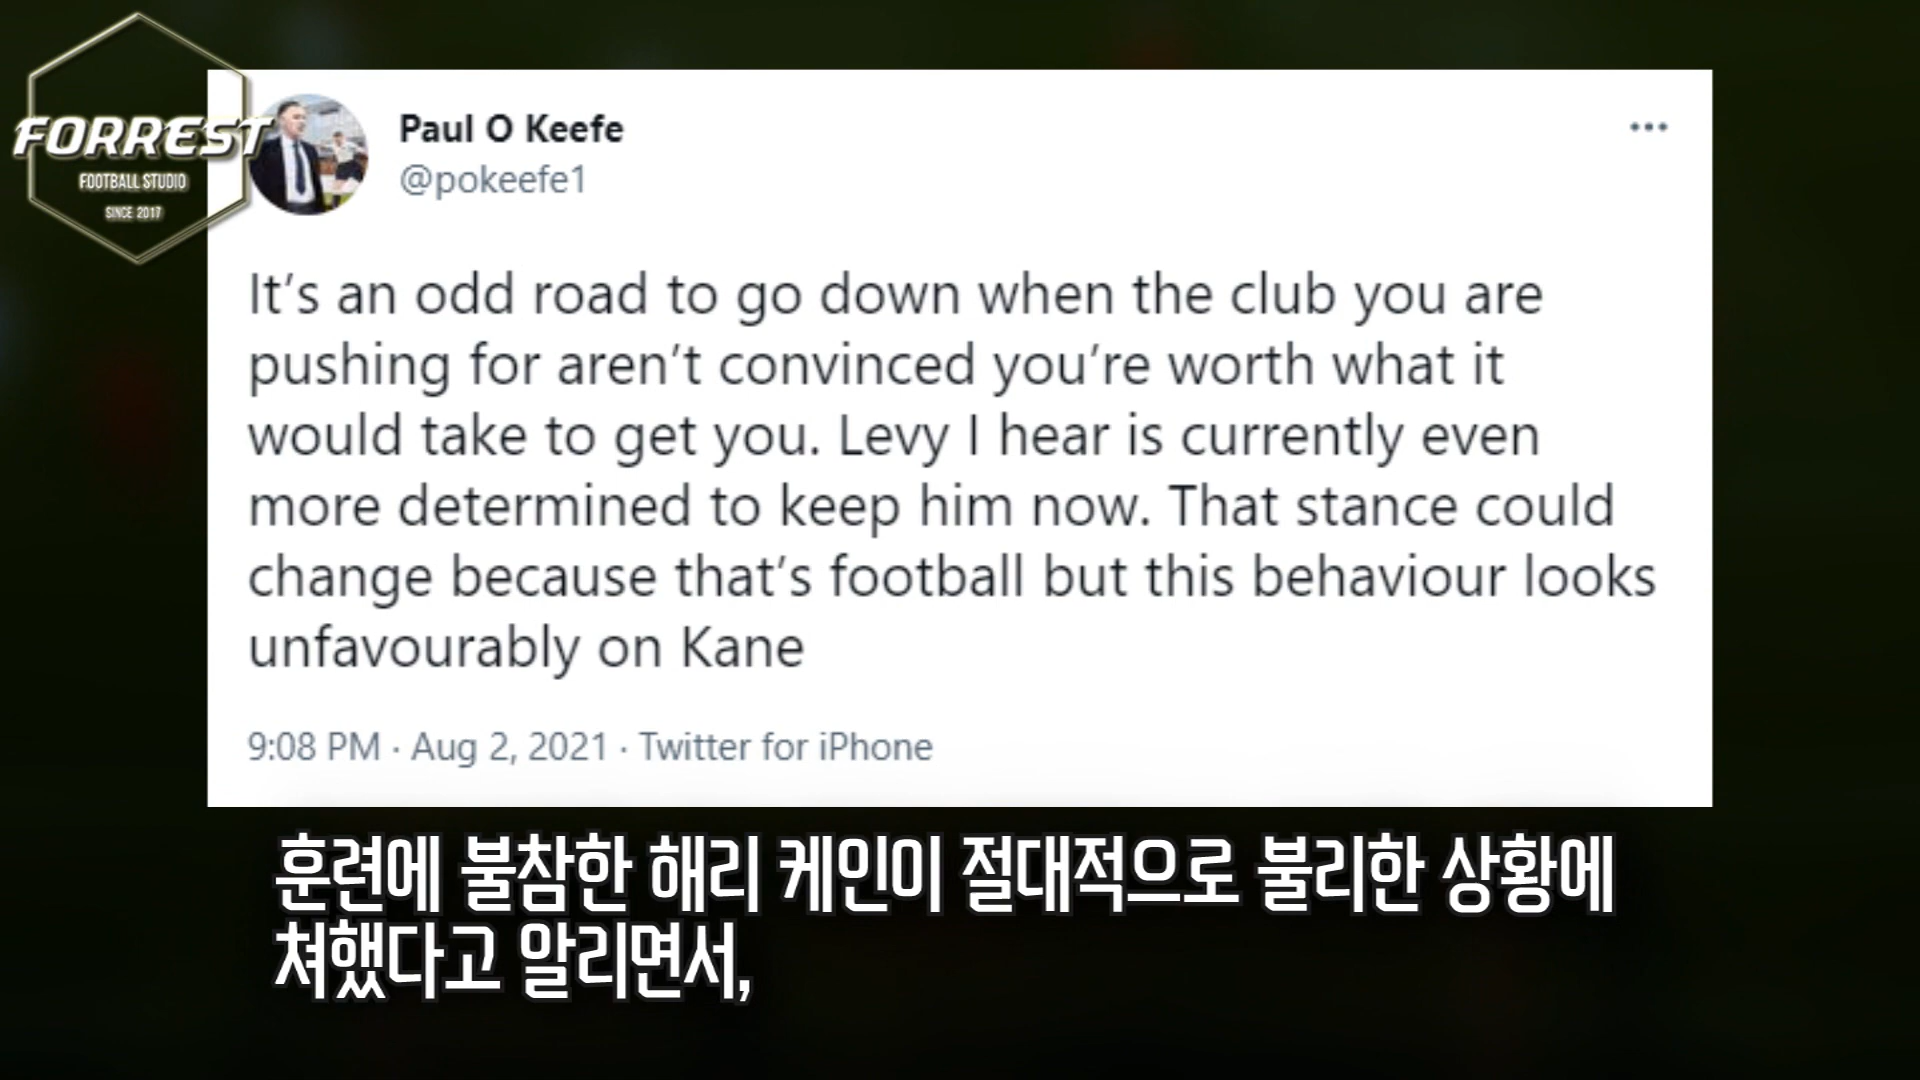 FORREST
FOOTBALL STUDIO
SINCE 2017
Paul O Keefe
@pokeefe1
It's an odd road to go down when the club you are
pushing for aren't convinced you're worth what it
would take to get you. Levy I hear is currently even
more determined to keep him now. That stance could
change because that's football but this behaviour looks
unfavourably on Kane
9:08 PM · Aug 2, 2021 · Twitter for iPhone
훈련에 불참한 해리 케인이 절대적으로 불리한 상황에
쳐했다고 알리면서,